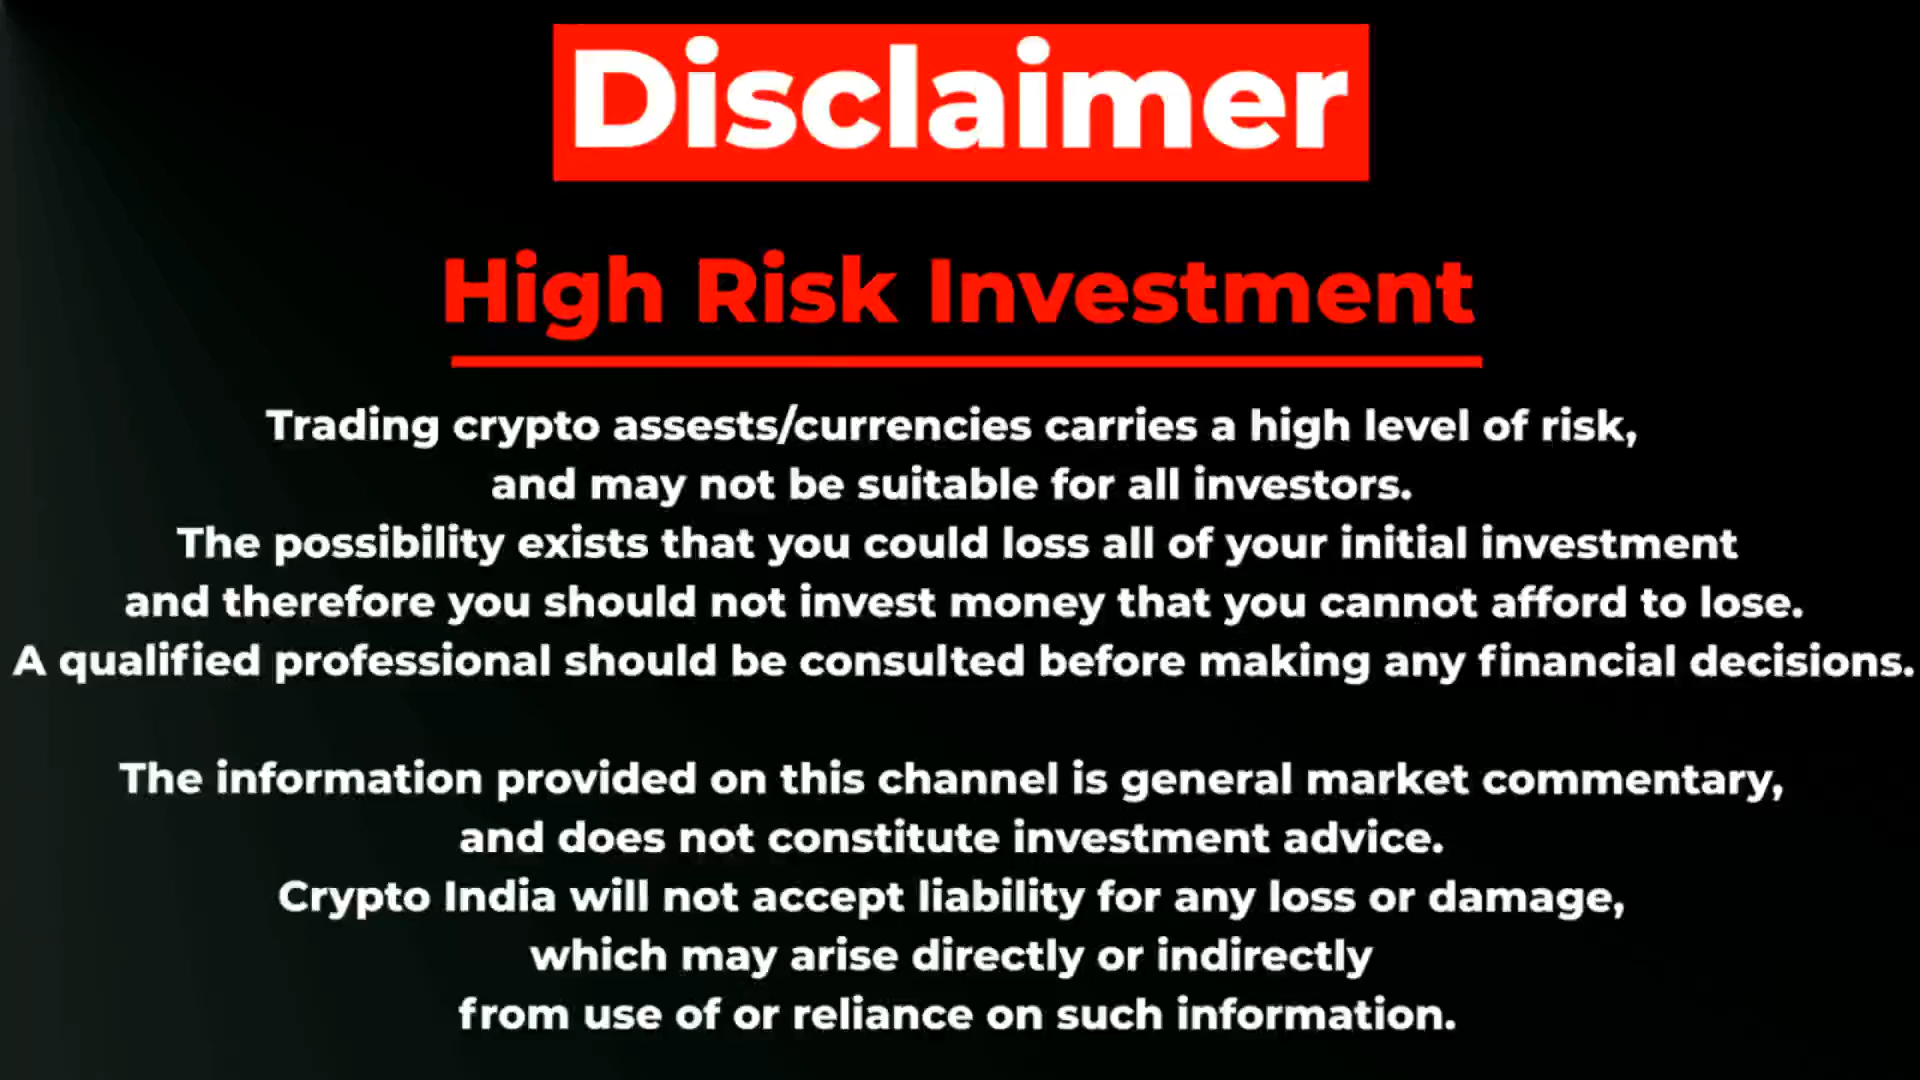 Disclaimer
High Risk Investment
Trading crypto assests/currencies carries a high level of risk,
and may not be suitable for all investors.
The possibility exists that you could loss all of your initial investment
and therefore you should not invest money that you cannot afford to lose.
A qualified professional should be consulted before making any financial decisions.
The information provided on this channel is general market commentary,
and does not constitute investment advice.
Crypto India will not accept liability for any loss or damage,
which may arise directly or indirectly
from use of or reliance on such information.